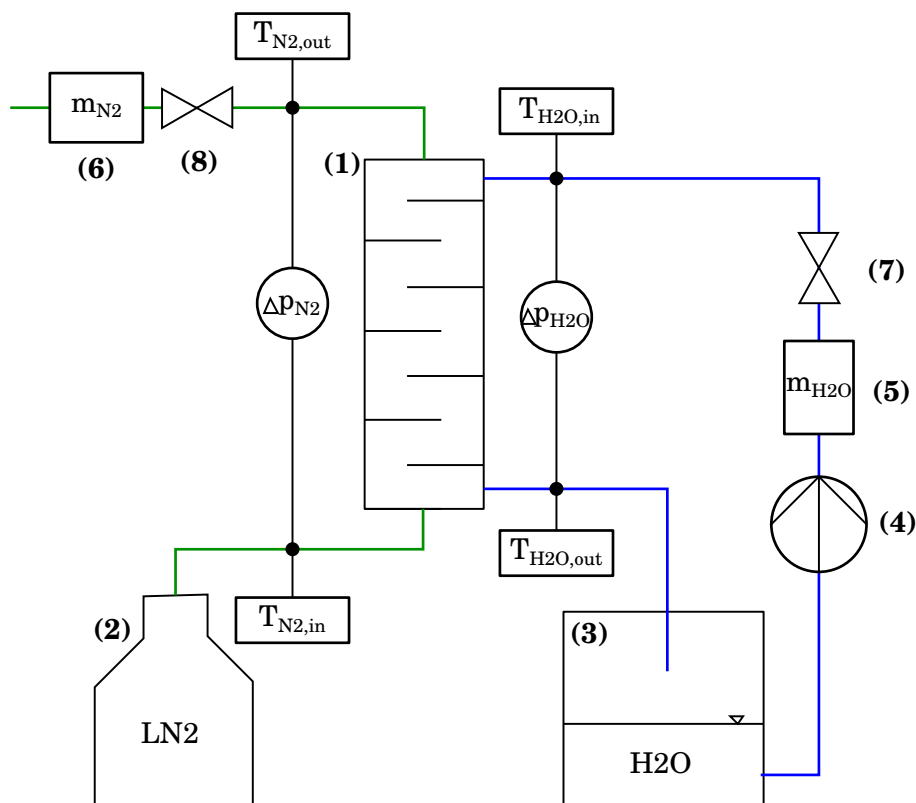 T_N2,out
m_N2
(6)
(8)
(1)
T_H2O,in
(7)
Δp_N2
Δp_H2O
m_H2O
(5)
(4)
T_H2O,out
T_N2,in
(2)
(3)
LN2
H2O